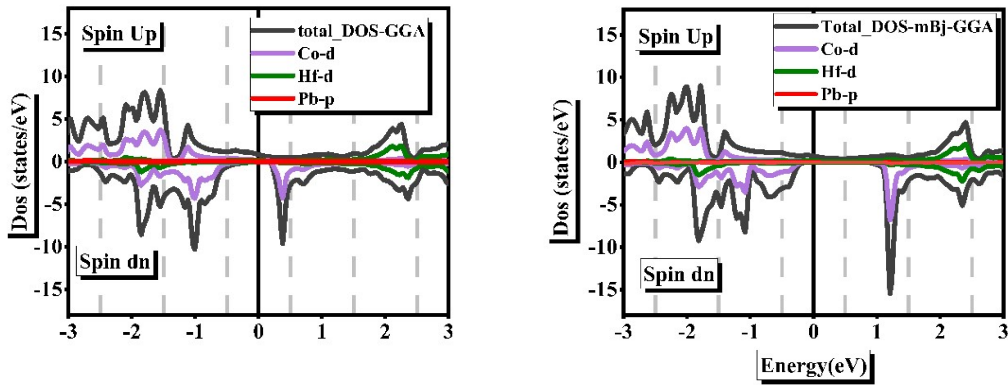 Spin Up
total_DOS-GGA
Co-d
Hf-d
Pb-p
Dos (states/eV)
15
10
5
0
-5
-10
-15
Spin dn
-3 -2 -1 0 1 2 3
Spin Up
Total_DOS-mBj-GGA
Co-d
Hf-d
Pb-p
Dos (states/eV)
15
10
5
0
-5
-10
-15
Spin dn
-3 -2 -1 0 1 2 3
Energy(eV)